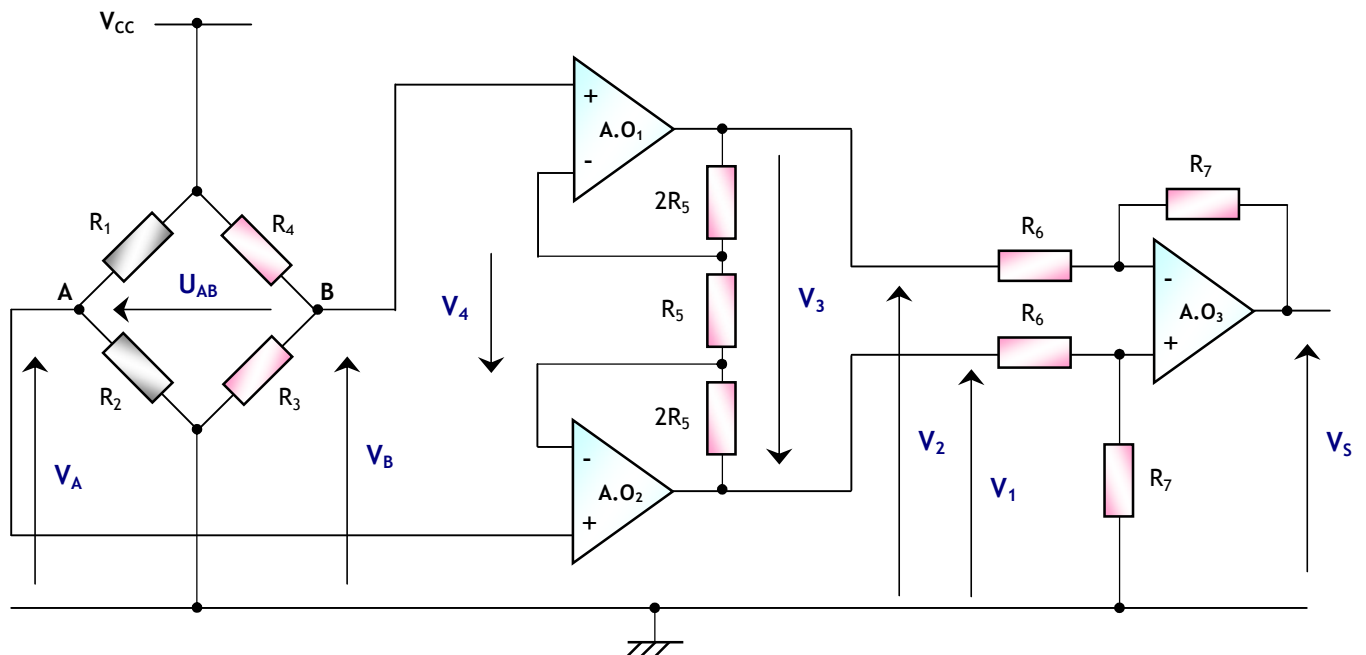 VCC
+
A.O1
-
R7
R1
R4
2R5
R6
A
UAB
B
V4
R5
V3
-
A.O3
+
R6
R2
R3
2R5
VA
VB
-
A.O2
+
V2
V1
R7
VS